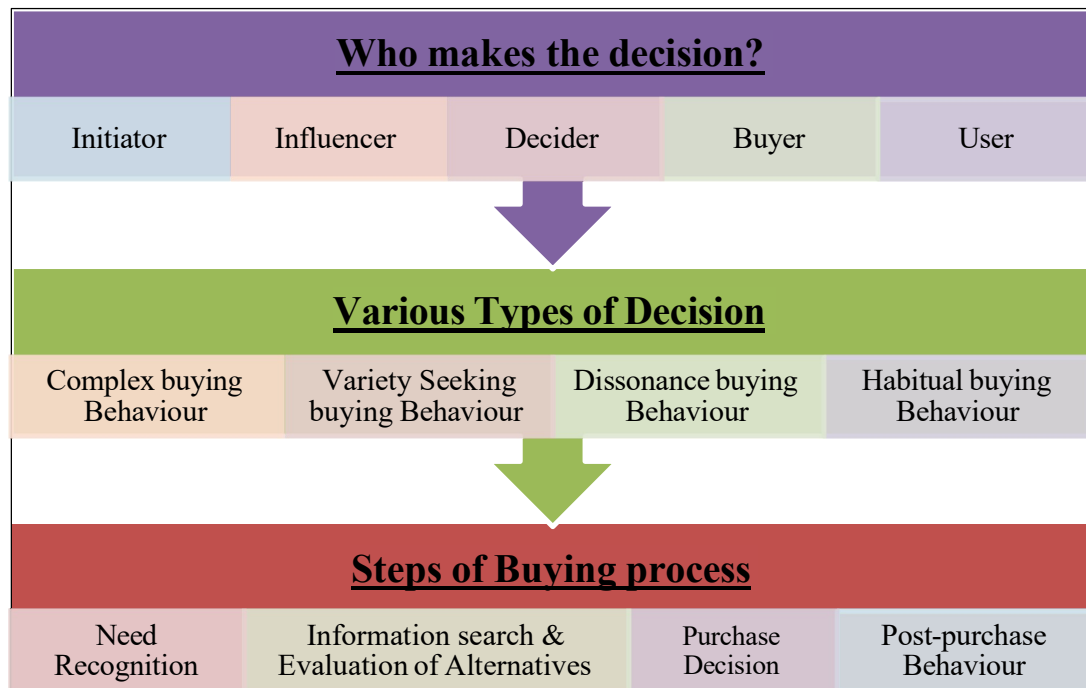 Who makes the decision?
Initiator
Influencer
Decider
Buyer
User
Various Types of Decision
Complex buying
Behaviour
Variety Seeking
buying Behaviour
Dissonance buying
Behaviour
Habitual buying
Behaviour
Steps of Buying process
Need
Recognition
Information search &
Evaluation of Alternatives
Purchase
Decision
Post-purchase
Behaviour